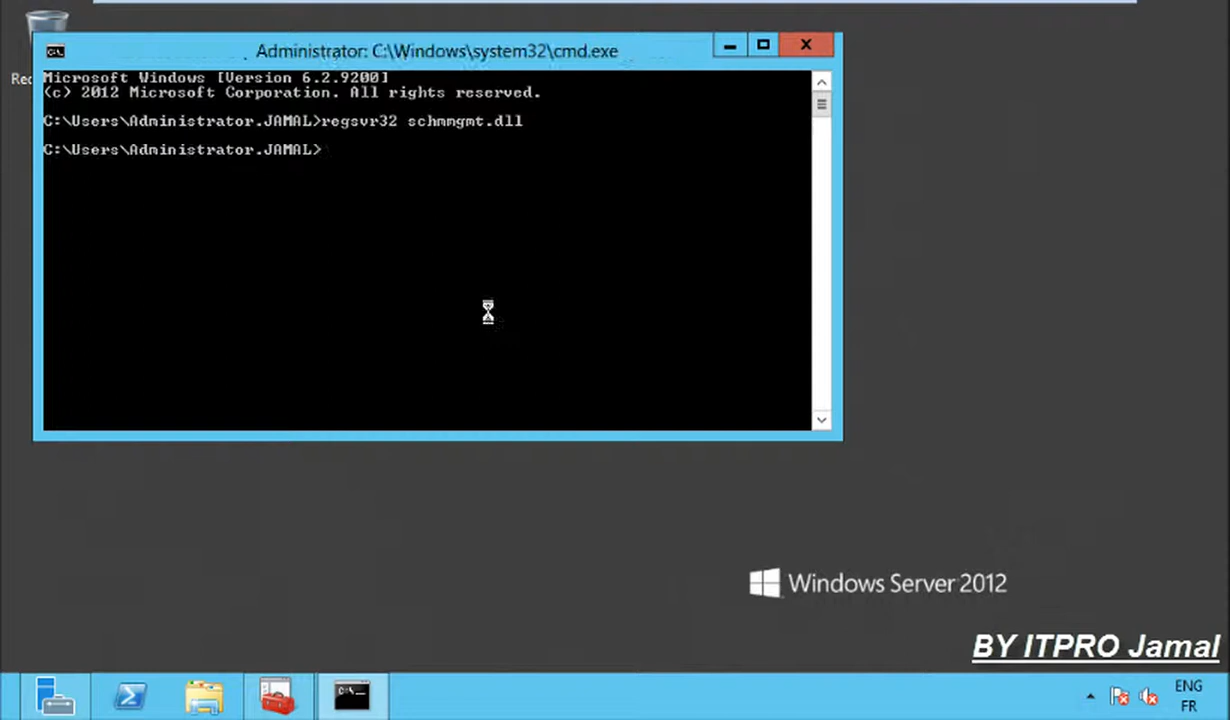 Administrator: C:\Windows\system32\cmd.exe
Rec
Microsoft Windows [Version 6.2.9200]
(c) 2012 Microsoft Corporation. All rights reserved.
C:\Users\Administrator.JAMAL>regsvr32 schmmgmt.dll
C:\Users\Administrator.JAMAL>
Windows Server 2012
BY ITPRO Jamal
ENG
FR